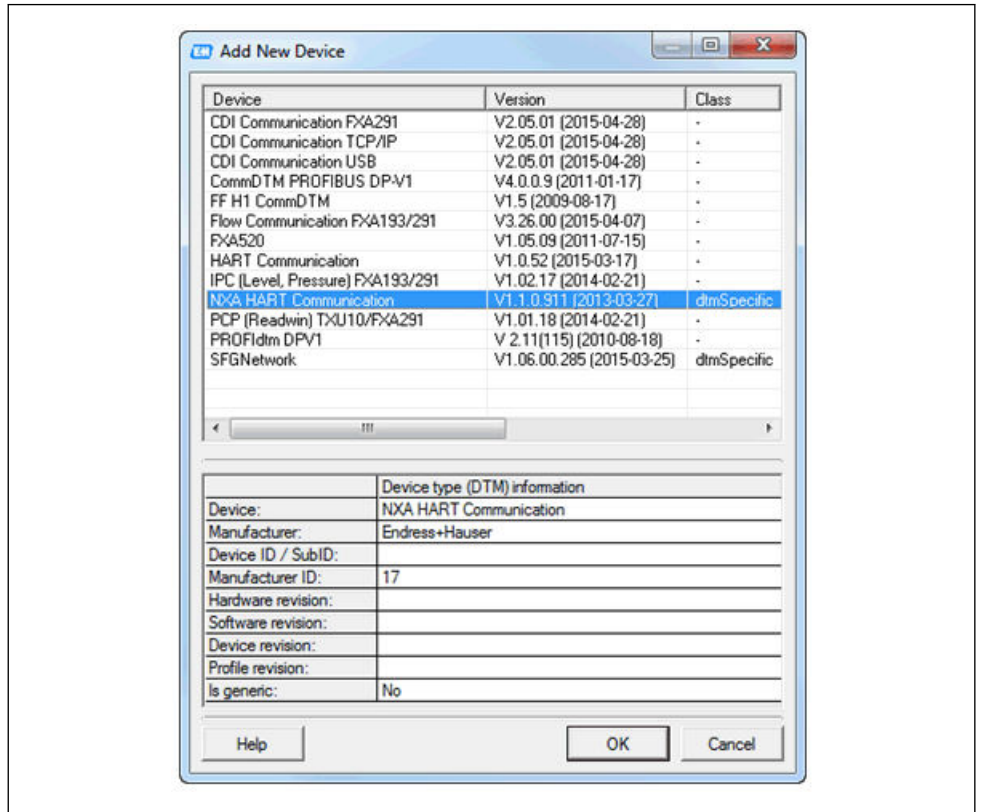 Add New Device
Device Version Class
CDI Communication FXA291 V2.05.01 (2015-04-28) -
CDI Communication TCP/IP V2.05.01 (2015-04-28) -
CDI Communication USB V2.05.01 (2015-04-28) -
CommDTM PROFIBUS DP-V1 V4.0.0.9 (2011-01-17) -
FF H1 CommDTM V1.5 (2009-08-17) -
Flow Communication FXA193/291 V3.26.00 (2015-04-07) -
FXA520 V1.05.09 (2011-07-15) -
HART Communication V1.0.52 (2015-03-17) -
IPC (Level, Pressure) FXA193/291 V1.02.17 (2014-02-21) -
NXA HART Communication V1.1.0.911 (2013-03-27) dtmSpecific
PCP (Readwin) TXU10/FXA291 V1.01.18 (2014-02-21) -
PROFIdtm DPV1 V 2.11(115) (2010-08-18) -
SFGNetwork V1.06.00.285 (2015-03-25) dtmSpecific
Device type (DTM) information
Device: NXA HART Communication
Manufacturer: Endress+Hauser
Device ID / SubID:
Manufacturer ID: 17
Hardware revision:
Software revision:
Device revision:
Profile revision:
Is generic: No
Help OK Cancel